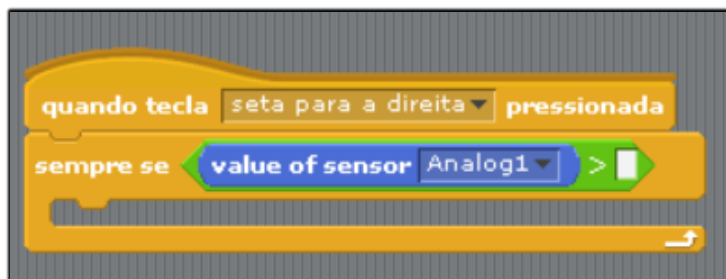 quando tecla seta para a direita pressionada
sempre se value of sensor Analog1 >